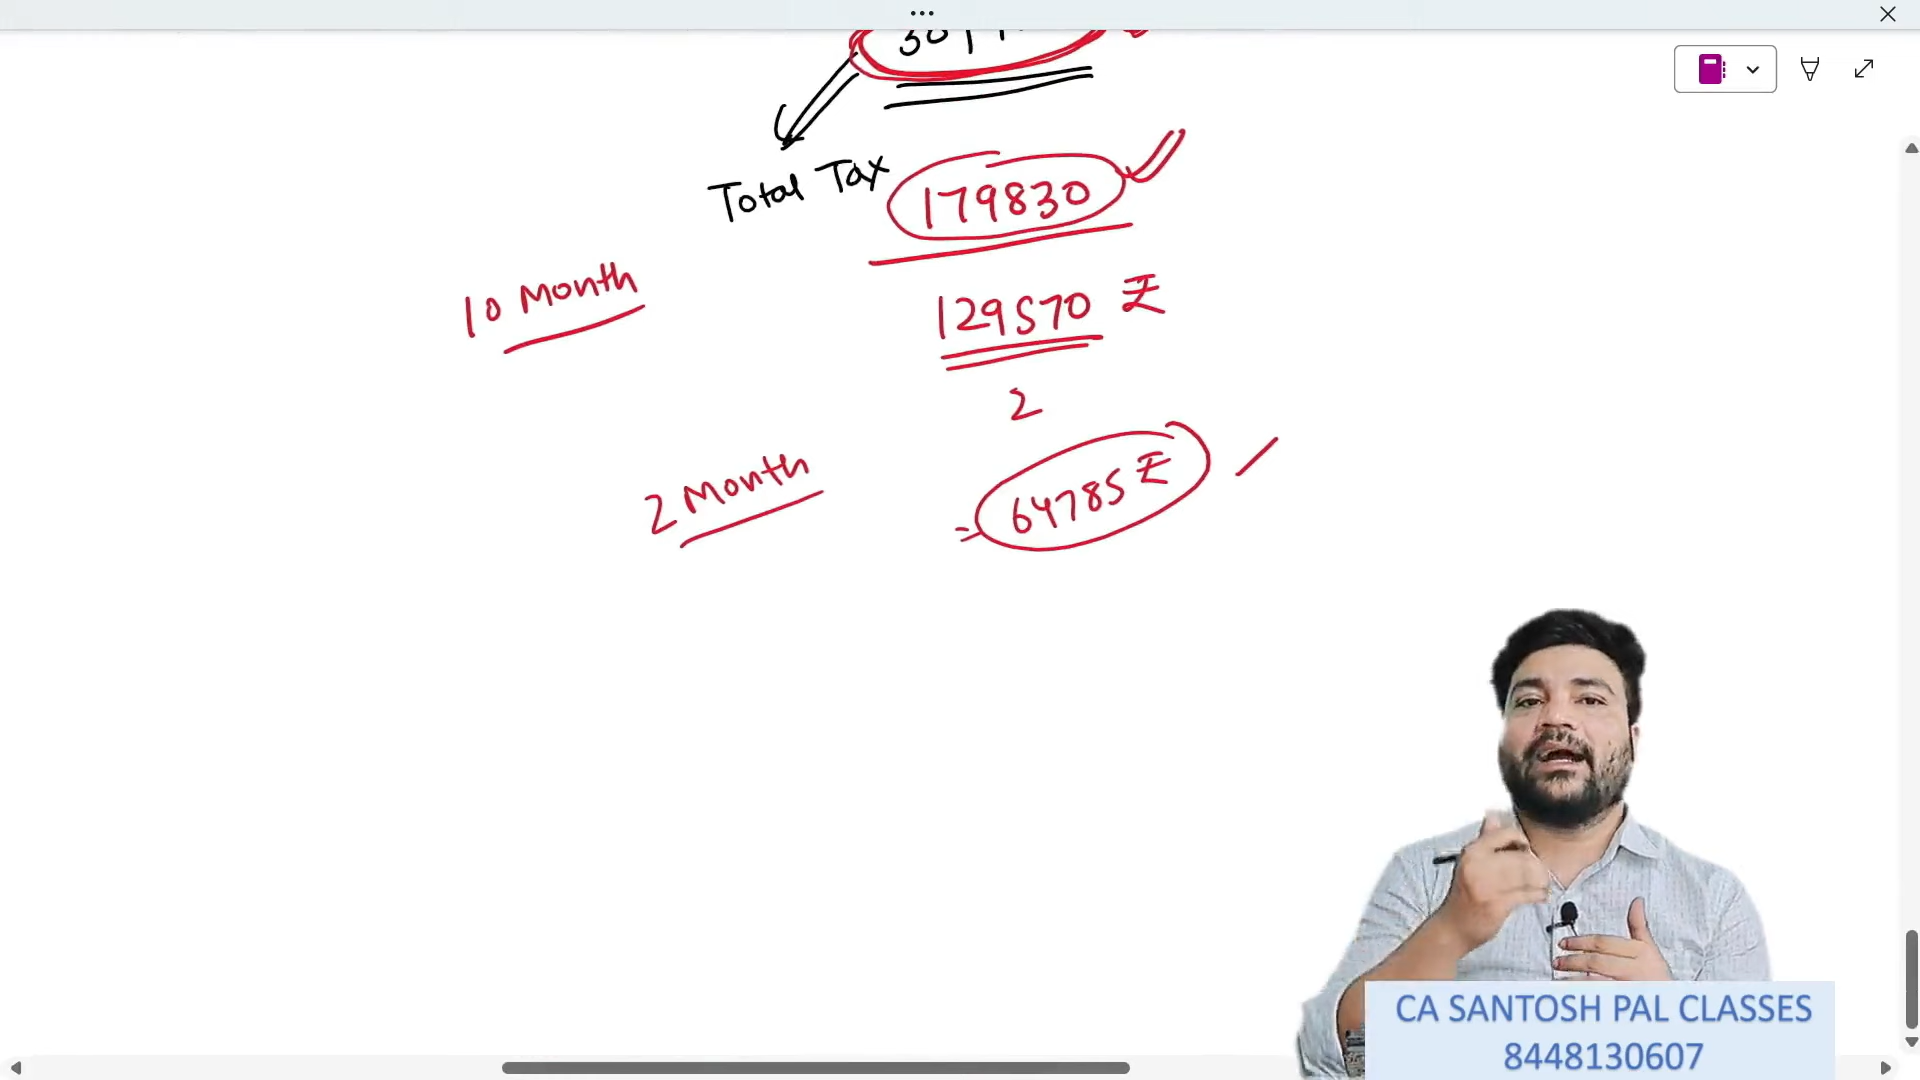 Total Tax 179830
10 Month
129570 ₹
2
2 Month = 64785 ₹
CA SANTOSH PAL CLASSES
8448130607